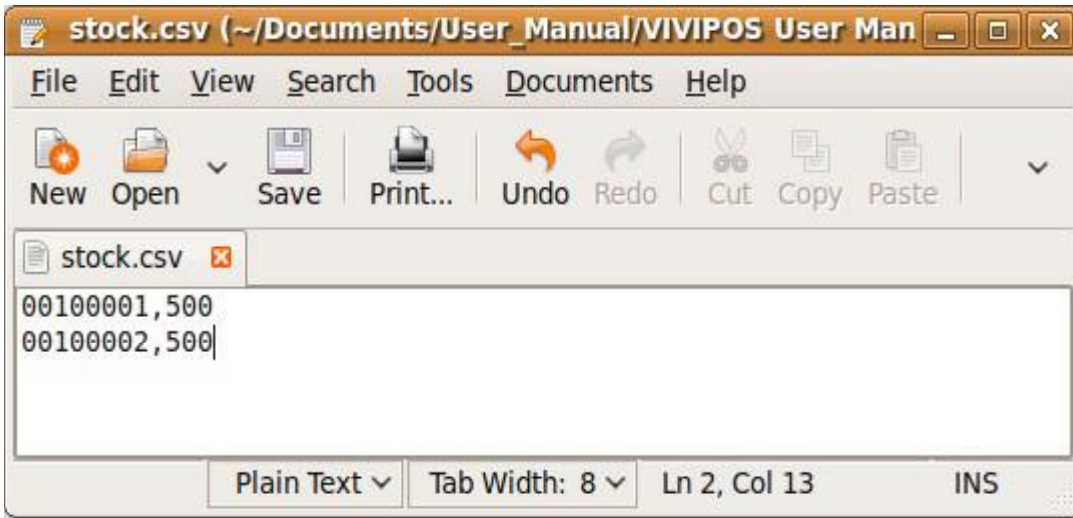 stock.csv (~/Documents/User_Manual/VIVIPOS User Man
File Edit View Search Tools Documents Help
New Open Save Print... Undo Redo Cut Copy Paste
stock.csv
00100001,500
00100002,500
Plain Text Tab Width: 8 Ln 2, Col 13 INS